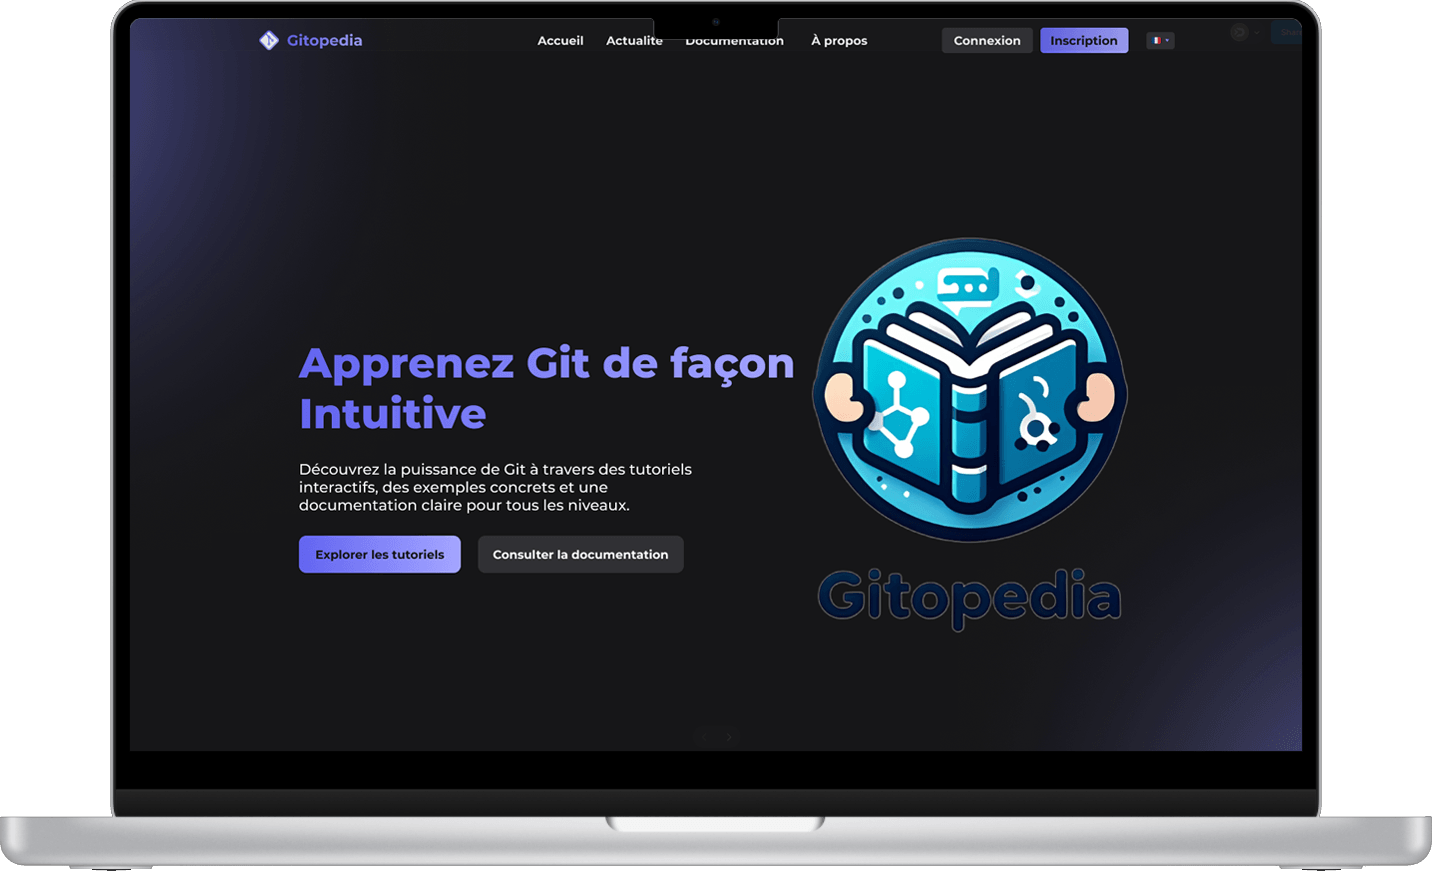 Gitopedia
Accueil Actualité Documentation À propos
Connexion Inscription
Apprenez Git de façon
Intuitive
Découvrez la puissance de Git à travers des tutoriels
interactifs, des exemples concrets et une
documentation claire pour tous les niveaux.
Explorer les tutoriels Consulter la documentation
Gitopedia